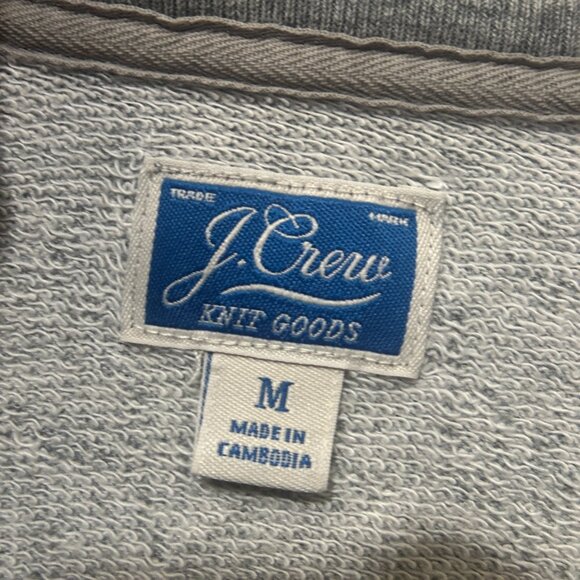 TRADE MARK
J.Crew
KNIT GOODS
M
MADE IN
CAMBODIA